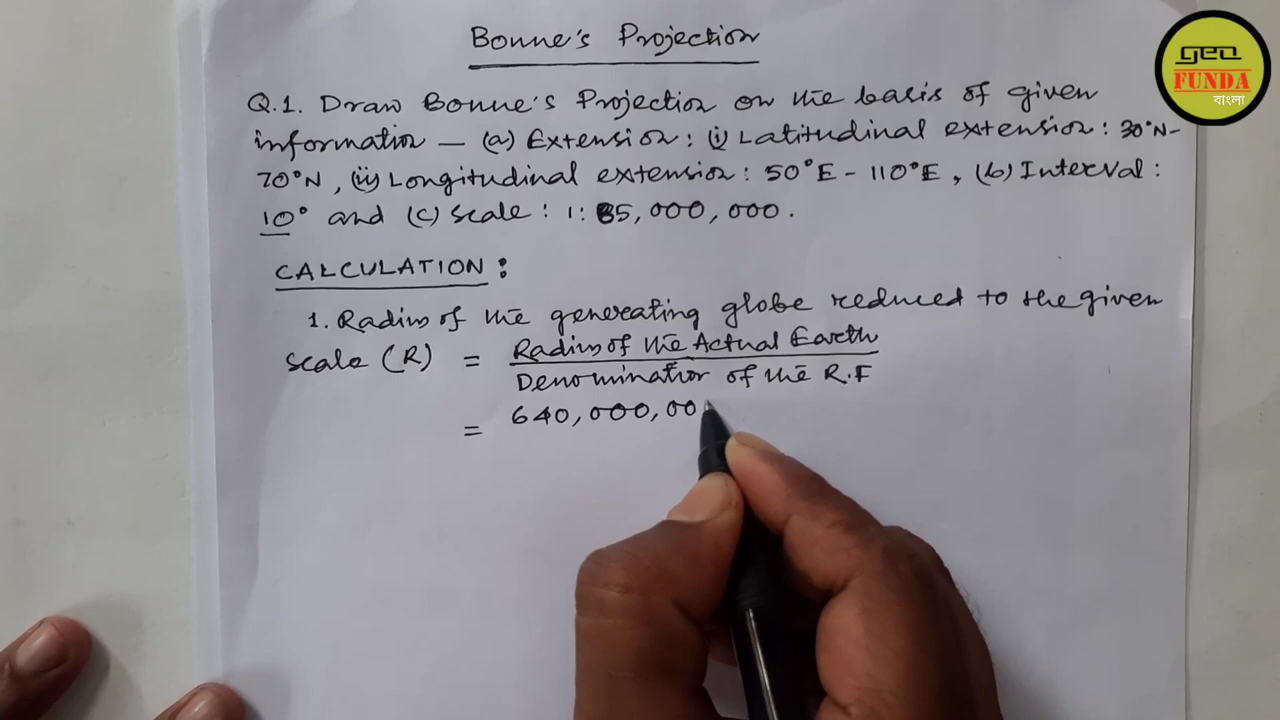 Bonne's Projection
Q.1. Draw Bonne's Projection on the basis of given
information — (a) Extension: (i) Latitudinal extension: 30°N-
70°N, (ii) Longitudinal extension: 50°E - 110°E, (b) Interval:
10° and (c) Scale: 1: 85,000,000.
CALCULATION:
1. Radius of the generating globe reduced to the given
Scale (R) = Radius of the Actual Earth
Denominator of the R.F
= 640,000,00
geo
FUNDA
বাংলা